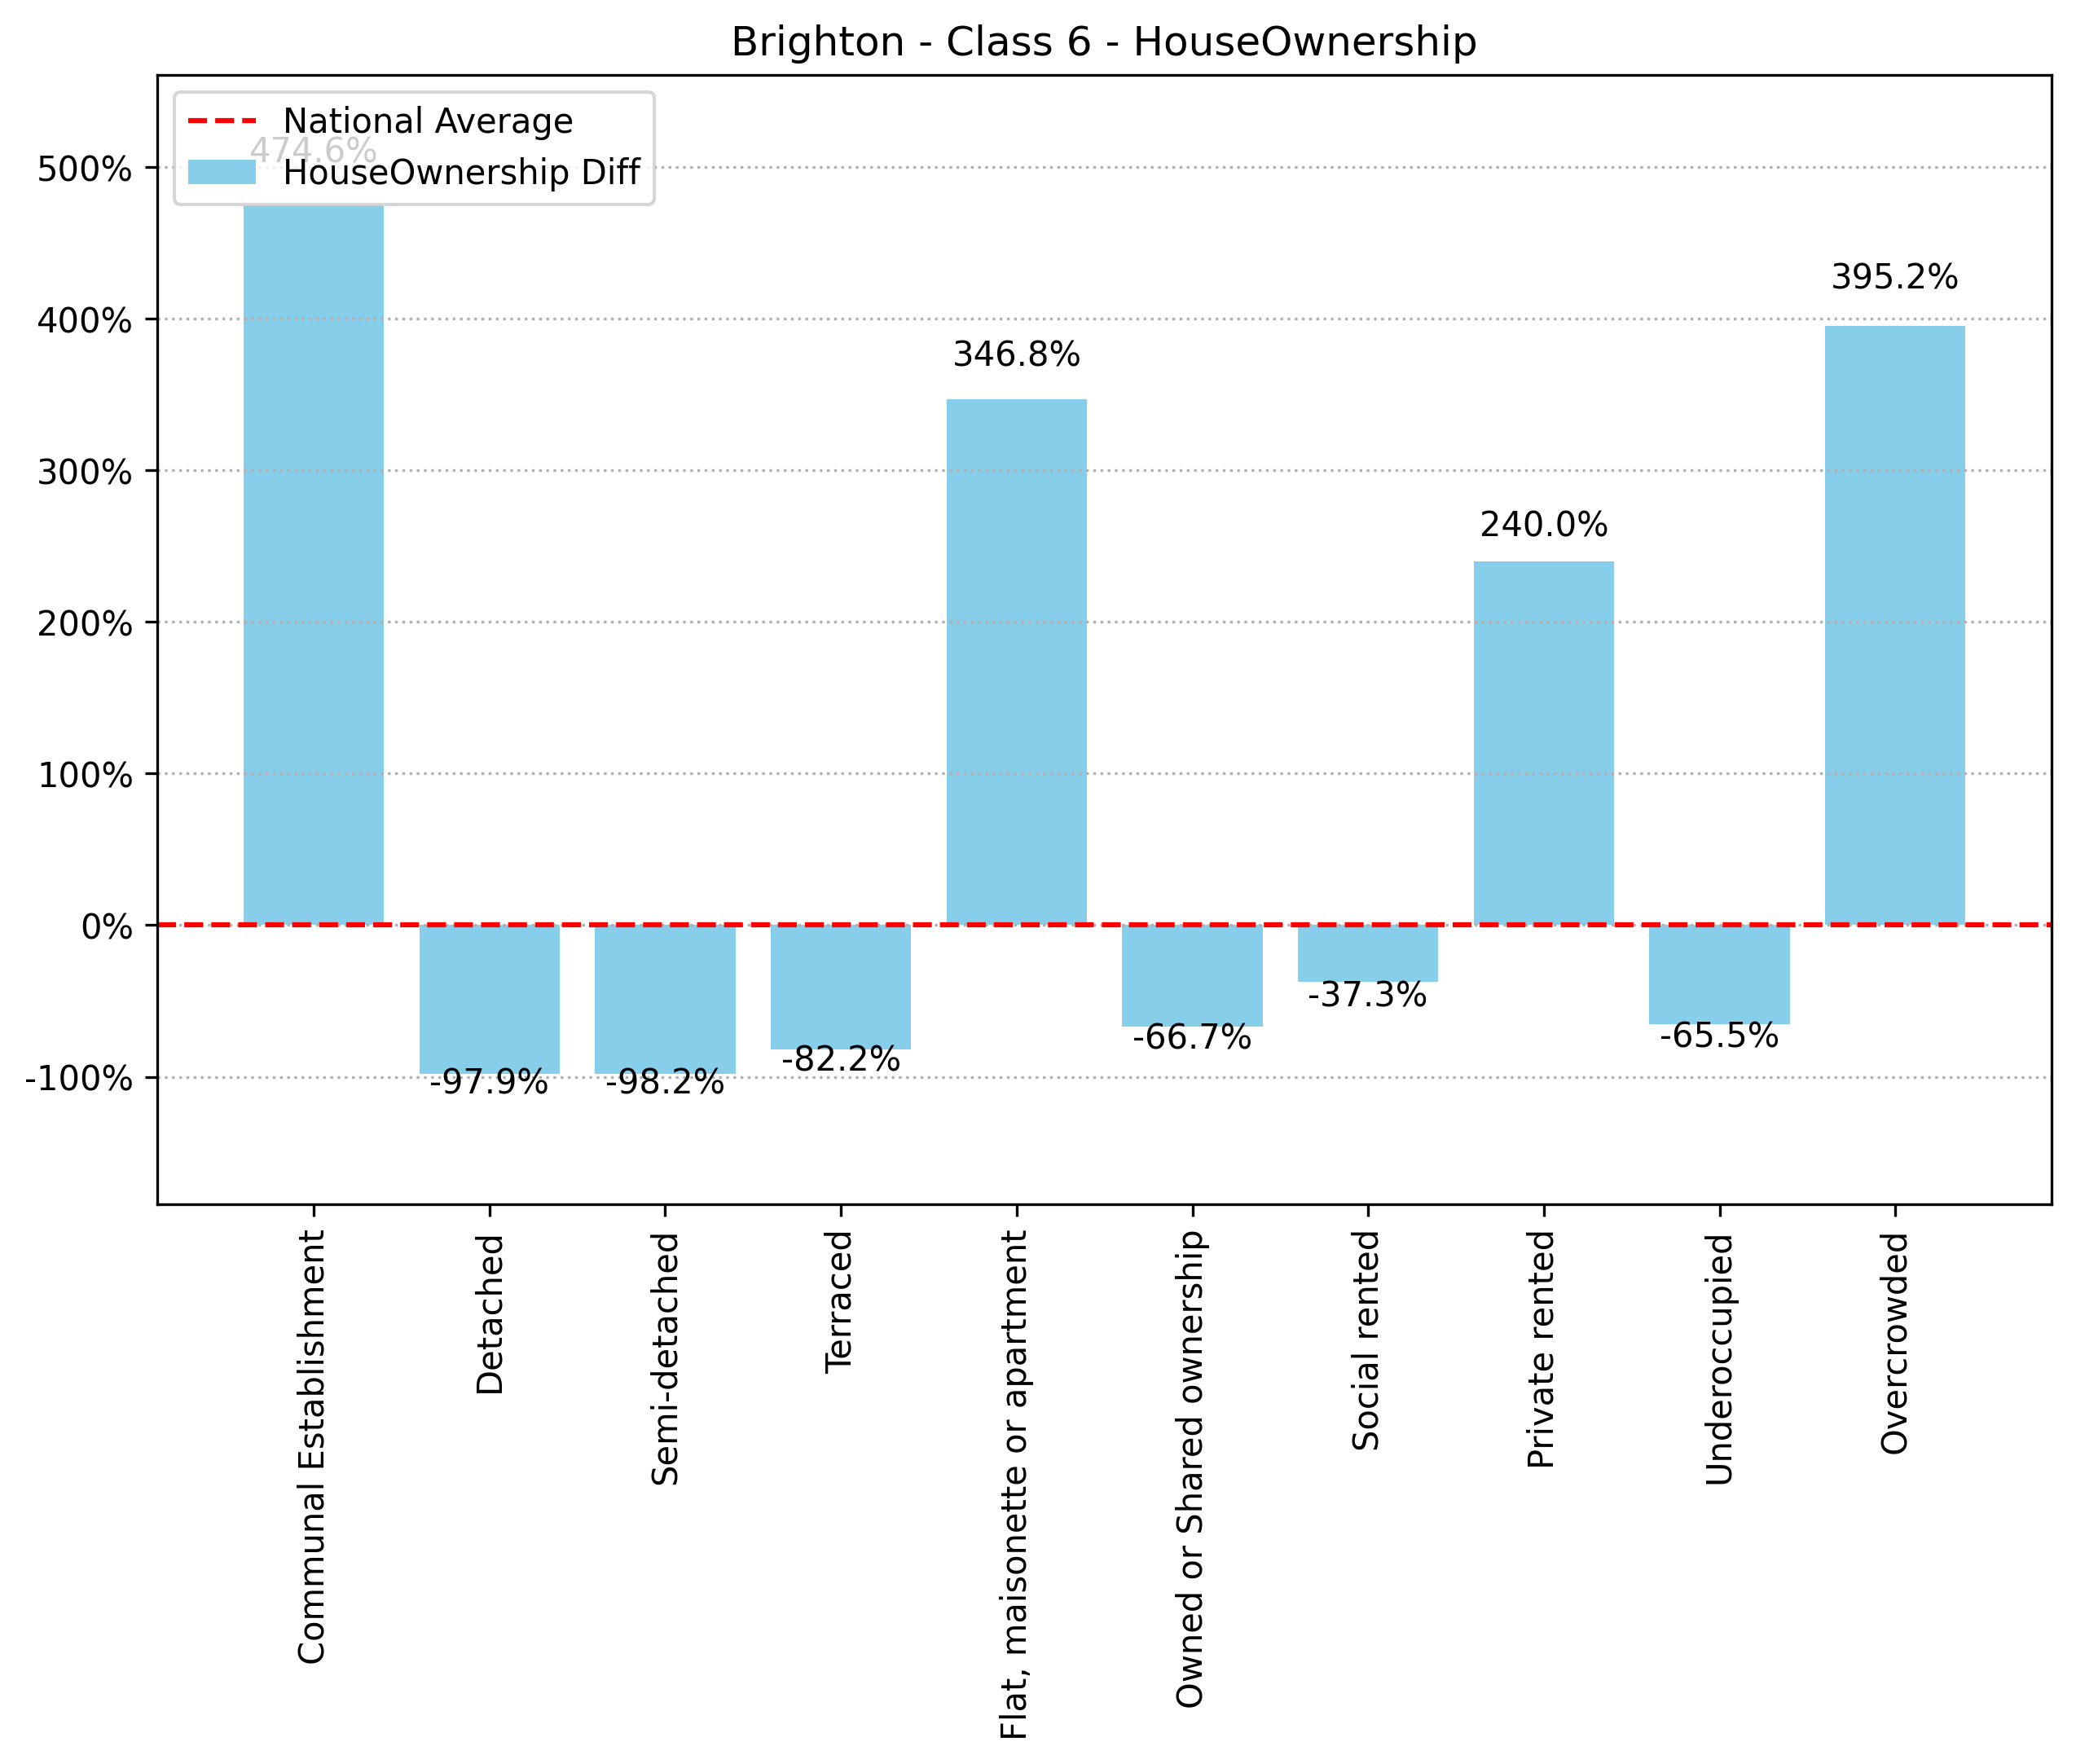 Brighton - Class 6 - HouseOwnership
National Average
474.6%
HouseOwnership Diff
500%
400%
300%
200%
100%
0%
-100%
395.2%
346.8%
240.0%
-37.3%
-66.7%
-65.5%
-82.2%
-97.9%
-98.2%
Communal Establishment
Detached
Semi-detached
Terraced
Flat, maisonette or apartment
Owned or Shared ownership
Social rented
Private rented
Underoccupied
Overcrowded